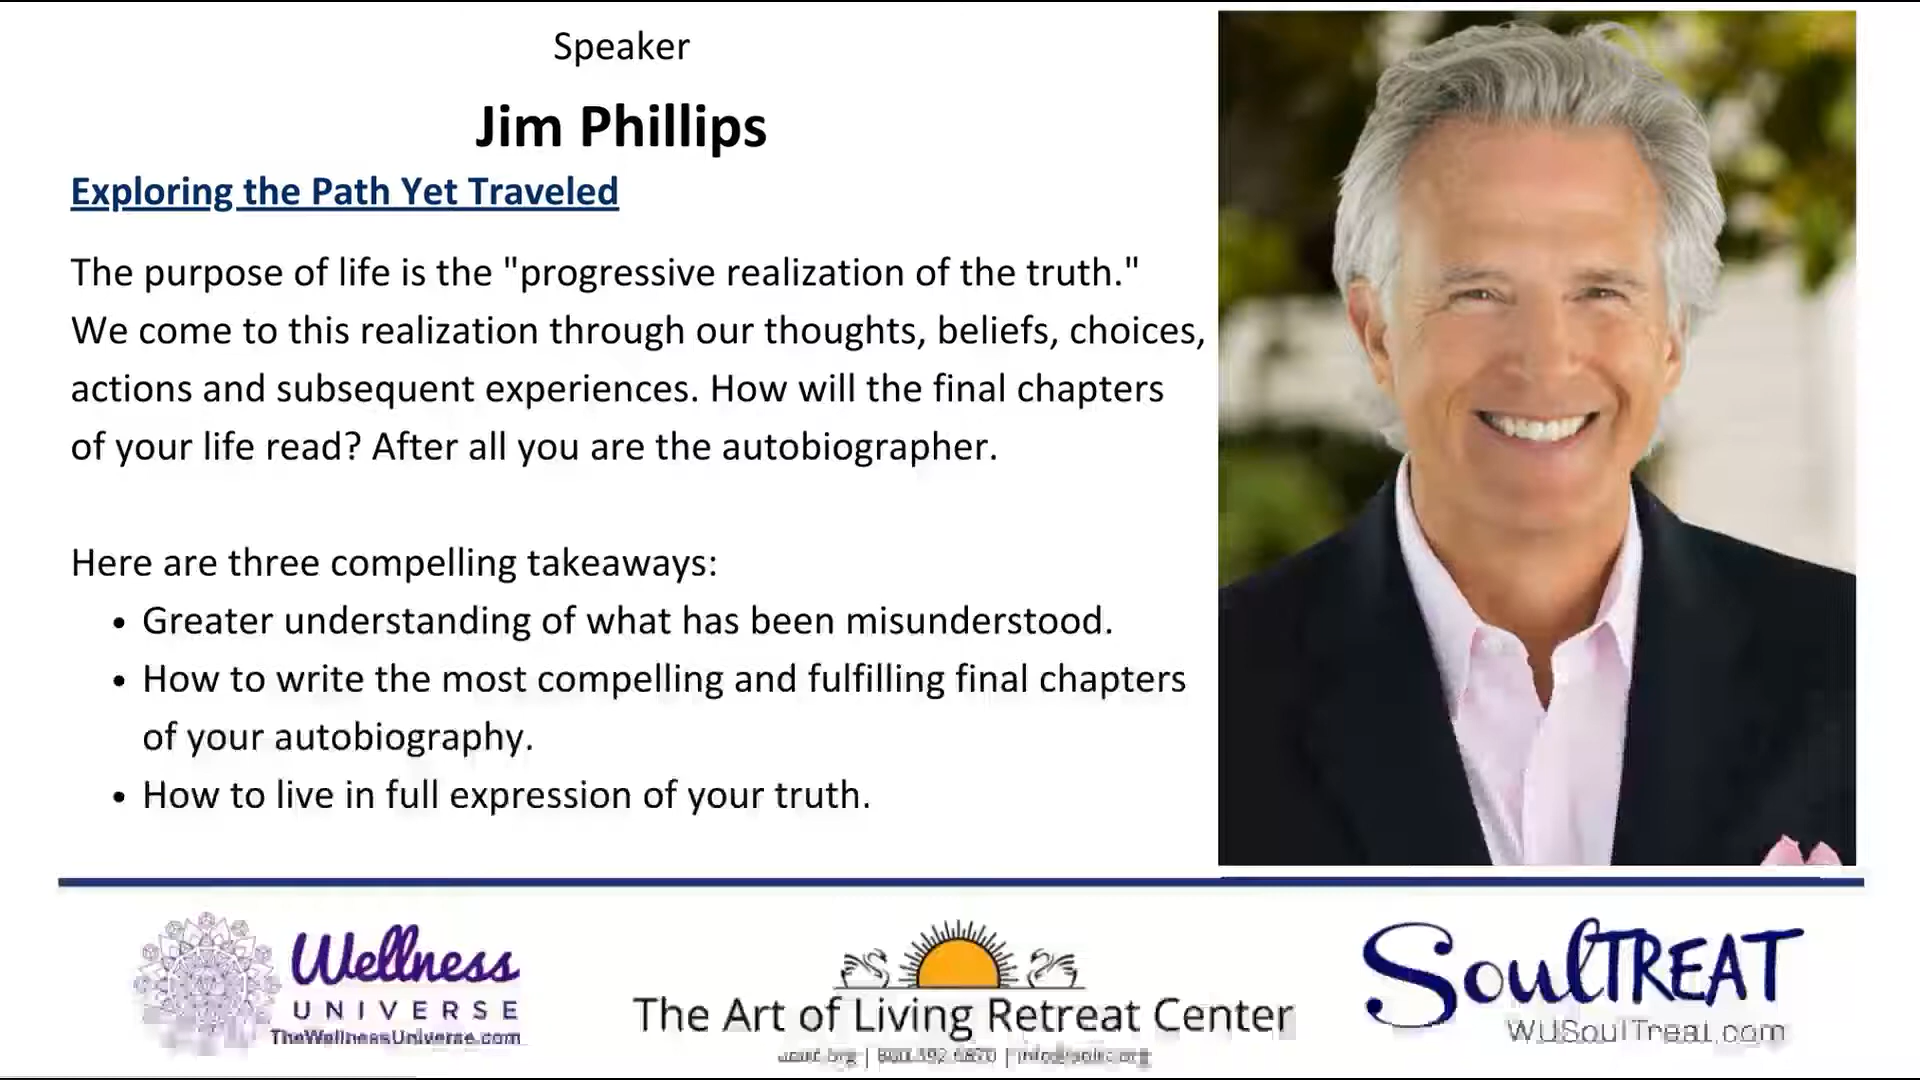 Speaker
Jim Phillips
Exploring the Path Yet Traveled
The purpose of life is the "progressive realization of the truth."
We come to this realization through our thoughts, beliefs, choices,
actions and subsequent experiences. How will the final chapters
of your life read? After all you are the autobiographer.
Here are three compelling takeaways:
• Greater understanding of what has been misunderstood.
• How to write the most compelling and fulfilling final chapters
of your autobiography.
• How to live in full expression of your truth.
Wellness
UNIVERSE
TheWellnessUniverse.com
The Art of Living Retreat Center
SoulTREAT
WUSoulTreat.com